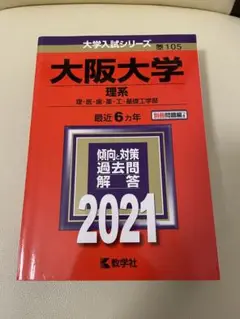 大学入試シリーズ 105
大阪大学
理系
理・医・歯・薬・工・基礎工学部
最近6カ年 別冊問題編
傾向と対策
過去問
解答
2021
数学社